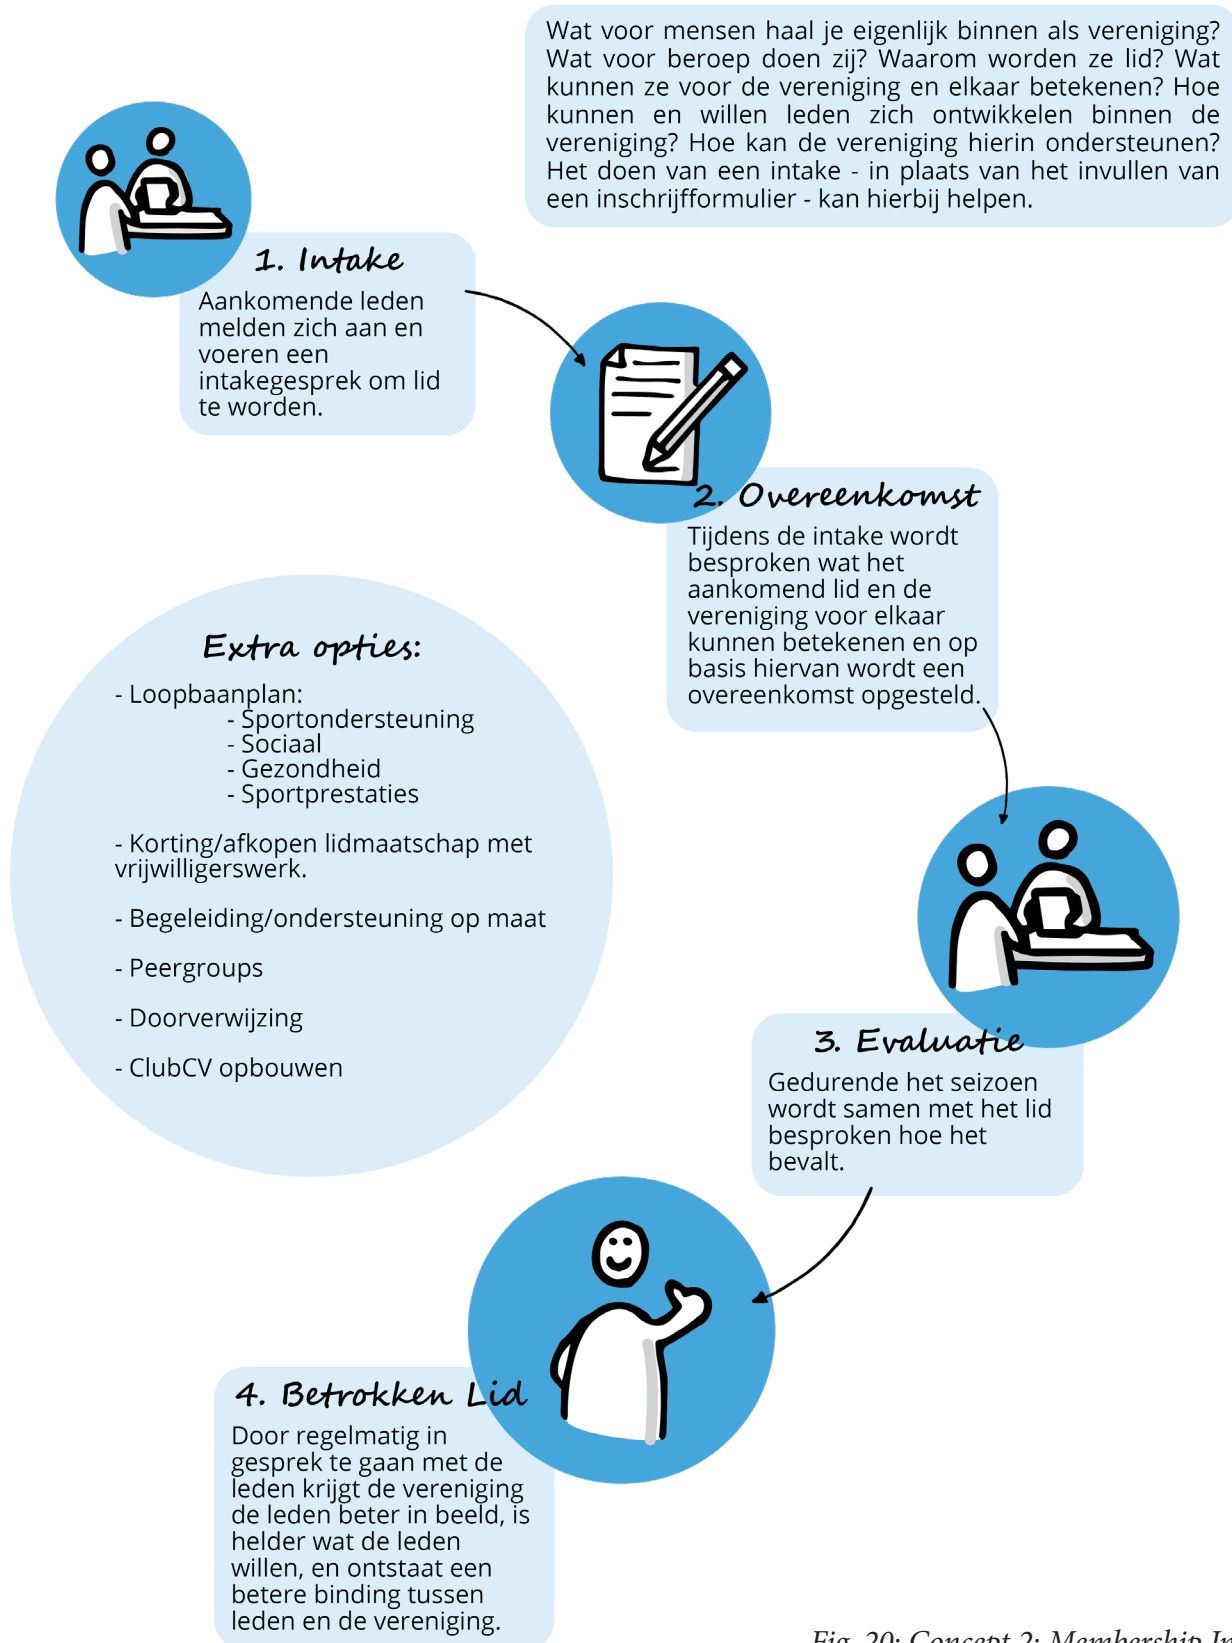 Wat voor mensen haal je eigenlijk binnen als vereniging?
Wat voor beroep doen zij? Waarom worden ze lid? Wat
kunnen ze voor de vereniging en elkaar betekenen? Hoe
kunnen en willen leden zich ontwikkelen binnen de
vereniging? Hoe kan de vereniging hierin ondersteunen?
Het doen van een intake - in plaats van het invullen van
een inschrijfformulier - kan hierbij helpen.
1. Intake
Aankomende leden
melden zich aan en
voeren een
intakegesprek om lid
te worden.
2. Overeenkomst
Tijdens de intake wordt
besproken wat het
aankomend lid en de
vereniging voor elkaar
kunnen betekenen en op
basis hiervan wordt een
overeenkomst opgesteld.
Extra opties:
- Loopbaanplan:
- Sportondersteuning
- Sociaal
- Gezondheid
- Sportprestaties
- Korting/afkopen lidmaatschap met
vrijwilligerswerk.
- Begeleiding/ondersteuning op maat
- Peergroups
- Doorverwijzing
- ClubCV opbouwen
3. Evaluatie
Gedurende het seizoen
wordt samen met het lid
besproken hoe het
bevalt.
4. Betrokken Lid
Door regelmatig in
gesprek te gaan met de
leden krijgt de vereniging
de leden beter in beeld, is
helder wat de leden
willen, en ontstaat een
betere binding tussen
leden en de vereniging.
Fig. 20: Concept 2: Membership